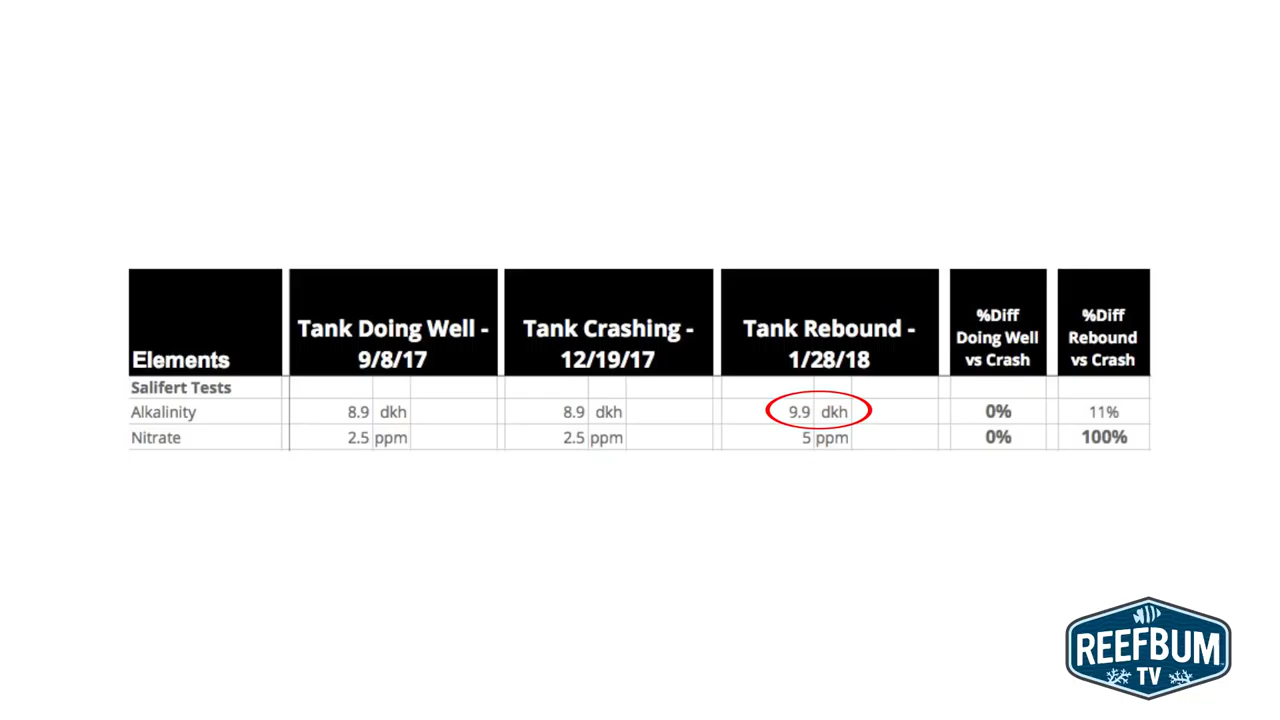 Elements
Tank Doing Well -
9/8/17
Tank Crashing -
12/19/17
Tank Rebound -
1/28/18
%Diff
Doing Well
vs Crash
%Diff
Rebound
vs Crash
Salifert Tests
Alkalinity 8.9 dkh 8.9 dkh 9.9 dkh 0% 11%
Nitrate 2.5 ppm 2.5 ppm 5 ppm 0% 100%
REEFBUM
TV